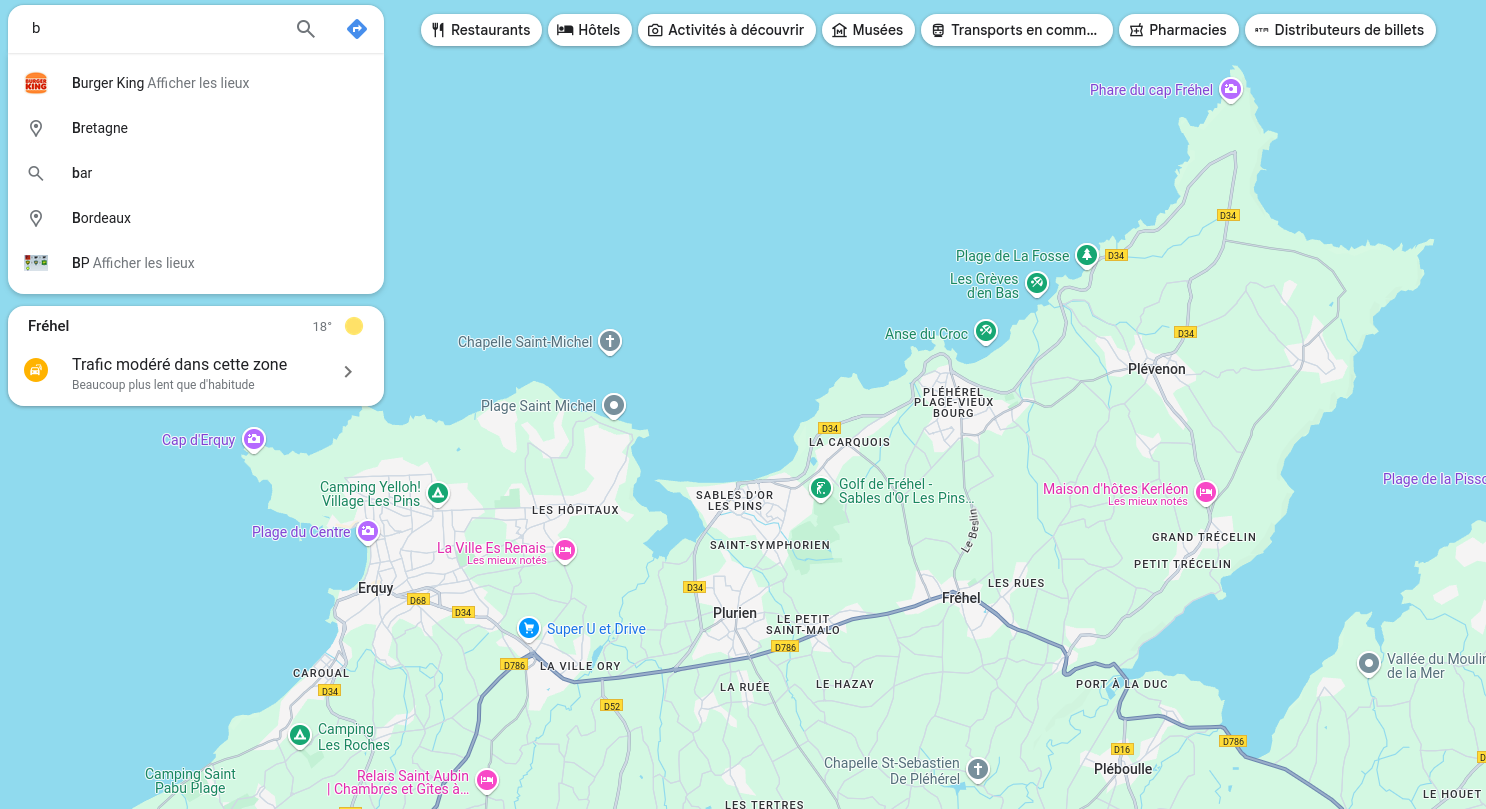 b
Burger King Afficher les lieux
Bretagne
bar
Bordeaux
BP Afficher les lieux
Fréhel
18°
Trafic modéré dans cette zone
Beaucoup plus lent que d'habitude
Restaurants
Hôtels
Activités à découvrir
Musées
Transports en comm...
Pharmacies
ATM
Distributeurs de billets
BURGER
KING
Phare du cap Fréhel
D34
Plage de La Fosse
D34
Les Grèves
d'en Bas
Anse du Croc
D34
Chapelle Saint-Michel
Plévenon
PLÉHÉREL
PLAGE-VIEUX
BOURG
Plage Saint Michel
D34
Cap d'Erquy
LA CARQUOIS
Camping Yelloh!
Village Les Pins
Golf de Fréhel -
Sables d'Or Les Pins...
Maison d'hôtes Kerléon
Les mieux notés
Plage de la Pisso
SABLES D'OR
LES PINS
LES HÔPITAUX
Plage du Centre
Le Beslin
La Ville Es Renais
Les mieux notés
SAINT-SYMPHORIEN
GRAND TRÉCELIN
PETIT TRÉCELIN
Erquy
D34
LES RUES
D68
D34
Fréhel
Plurien
LE PETIT
SAINT-MALO
Super U et Drive
D786
D786
LA VILLE ORY
Vallée du Moulin
de la Mer
CAROUAL
D34
LA RUÉE
LE HAZAY
PORT À LA DUC
D52
Camping
Les Roches
D786
D16
Chapelle St-Sebastien
De Pléhérel
Pléboulle
Camping Saint
Pabu Plage
Relais Saint Aubin
| Chambres et Gîtes à...
LE HOUET
LES TERTRES